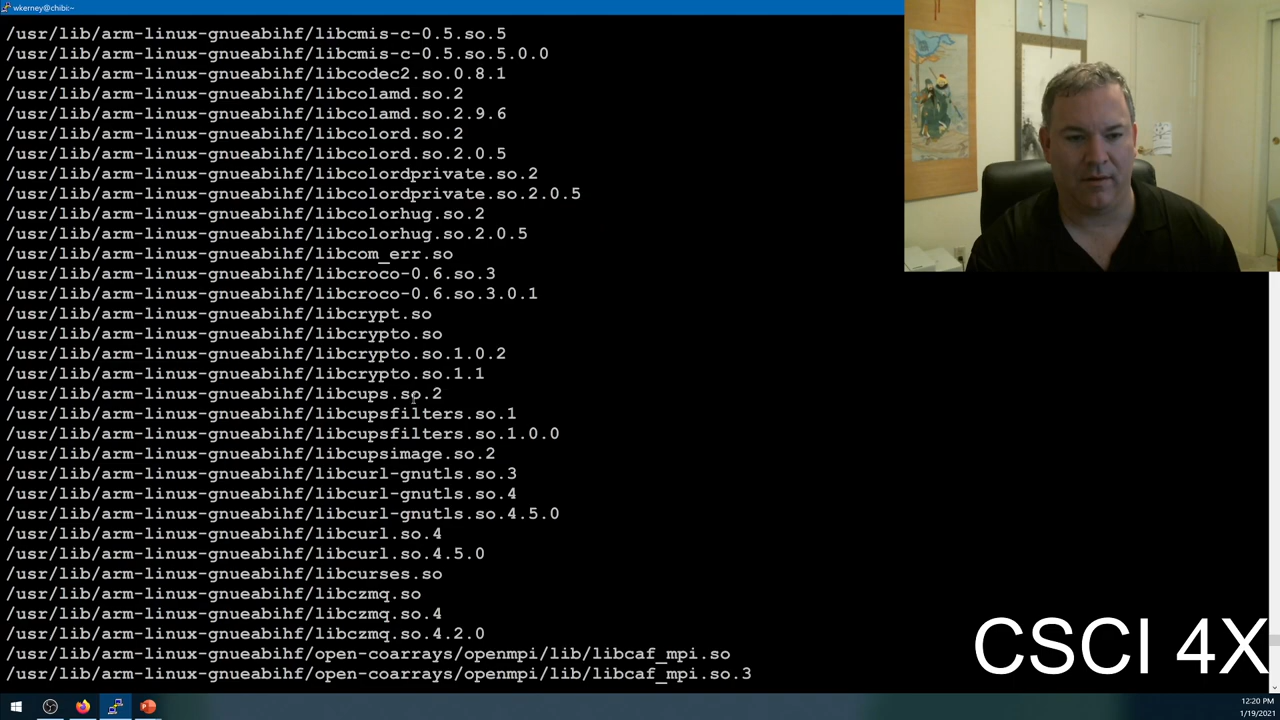 wkerney@chibi:~
/usr/lib/arm-linux-gnueabihf/libcmis-c-0.5.so.5
/usr/lib/arm-linux-gnueabihf/libcmis-c-0.5.so.5.0.0
/usr/lib/arm-linux-gnueabihf/libcodec2.so.0.8.1
/usr/lib/arm-linux-gnueabihf/libcolamd.so.2
/usr/lib/arm-linux-gnueabihf/libcolamd.so.2.9.6
/usr/lib/arm-linux-gnueabihf/libcolord.so.2
/usr/lib/arm-linux-gnueabihf/libcolord.so.2.0.5
/usr/lib/arm-linux-gnueabihf/libcolordprivate.so.2
/usr/lib/arm-linux-gnueabihf/libcolordprivate.so.2.0.5
/usr/lib/arm-linux-gnueabihf/libcolorhug.so.2
/usr/lib/arm-linux-gnueabihf/libcolorhug.so.2.0.5
/usr/lib/arm-linux-gnueabihf/libcom_err.so
/usr/lib/arm-linux-gnueabihf/libcroco-0.6.so.3
/usr/lib/arm-linux-gnueabihf/libcroco-0.6.so.3.0.1
/usr/lib/arm-linux-gnueabihf/libcrypt.so
/usr/lib/arm-linux-gnueabihf/libcrypto.so
/usr/lib/arm-linux-gnueabihf/libcrypto.so.1.0.2
/usr/lib/arm-linux-gnueabihf/libcrypto.so.1.1
/usr/lib/arm-linux-gnueabihf/libcups.so.2
/usr/lib/arm-linux-gnueabihf/libcupsfilters.so.1
/usr/lib/arm-linux-gnueabihf/libcupsfilters.so.1.0.0
/usr/lib/arm-linux-gnueabihf/libcupsimage.so.2
/usr/lib/arm-linux-gnueabihf/libcurl-gnutls.so.3
/usr/lib/arm-linux-gnueabihf/libcurl-gnutls.so.4
/usr/lib/arm-linux-gnueabihf/libcurl-gnutls.so.4.5.0
/usr/lib/arm-linux-gnueabihf/libcurl.so.4
/usr/lib/arm-linux-gnueabihf/libcurl.so.4.5.0
/usr/lib/arm-linux-gnueabihf/libcurses.so
/usr/lib/arm-linux-gnueabihf/libczmq.so
/usr/lib/arm-linux-gnueabihf/libczmq.so.4
/usr/lib/arm-linux-gnueabihf/libczmq.so.4.2.0
/usr/lib/arm-linux-gnueabihf/open-coarrays/openmpi/lib/libcaf_mpi.so
/usr/lib/arm-linux-gnueabihf/open-coarrays/openmpi/lib/libcaf_mpi.so.3
CSCI 4X
12:20 PM
1/19/2021